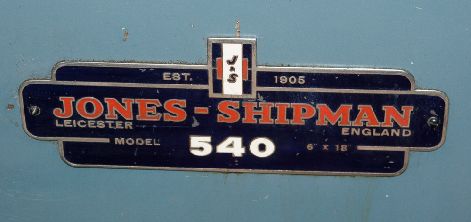 J
&
S
EST. 1905
JONES-SHIPMAN
LEICESTER ENGLAND
MODEL 540 6" X 18"